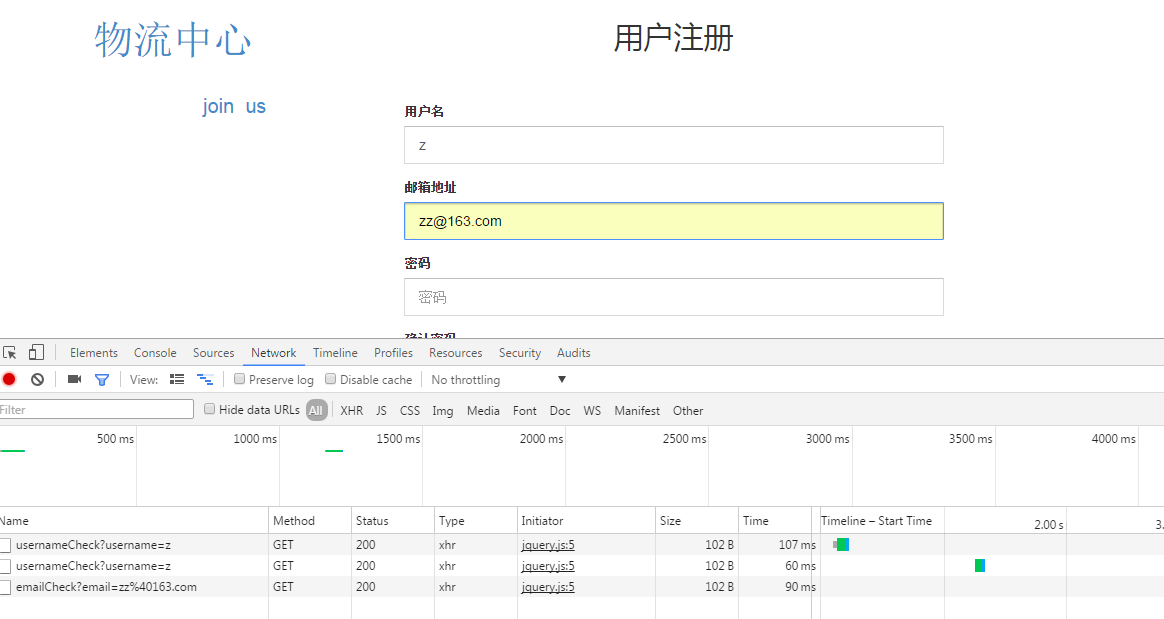 物流中心
用户注册
join us
用户名
z
邮箱地址
zz@163.com
密码
密码
确认密码
Elements Console Sources Network Timeline Profiles Resources Security Audits
View: Preserve log Disable cache No throttling ▼
Filter Hide data URLs All XHR JS CSS Img Media Font Doc WS Manifest Other
500 ms 1000 ms 1500 ms 2000 ms 2500 ms 3000 ms 3500 ms 4000 ms
Name Method Status Type Initiator Size Time Timeline – Start Time 2.00 s 3.
usernameCheck?username=z GET 200 xhr jquery.js:5 102 B 107 ms
usernameCheck?username=z GET 200 xhr jquery.js:5 102 B 60 ms
emailCheck?email=zz%40163.com GET 200 xhr jquery.js:5 102 B 90 ms